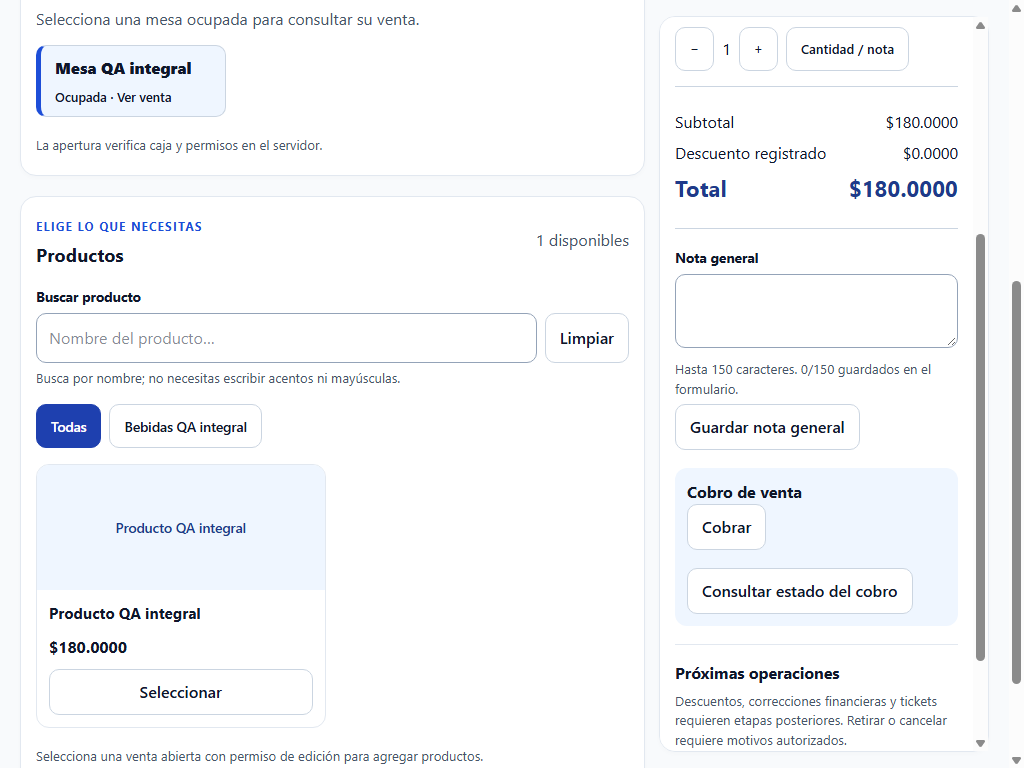 Selecciona una mesa ocupada para consultar su venta.
Mesa QA integral
Ocupada · Ver venta
La apertura verifica caja y permisos en el servidor.
ELIGE LO QUE NECESITAS
Productos
1 disponibles
Buscar producto
Nombre del producto...
Limpiar
Busca por nombre; no necesitas escribir acentos ni mayúsculas.
Todas
Bebidas QA integral
Producto QA integral
Producto QA integral
$180.0000
Seleccionar
Selecciona una venta abierta con permiso de edición para agregar productos.
− 1 +
Cantidad / nota
Subtotal $180.0000
Descuento registrado $0.0000
Total $180.0000
Nota general
Hasta 150 caracteres. 0/150 guardados en el
formulario.
Guardar nota general
Cobro de venta
Cobrar
Consultar estado del cobro
Próximas operaciones
Descuentos, correcciones financieras y tickets
requieren etapas posteriores. Retirar o cancelar
requiere motivos autorizados.